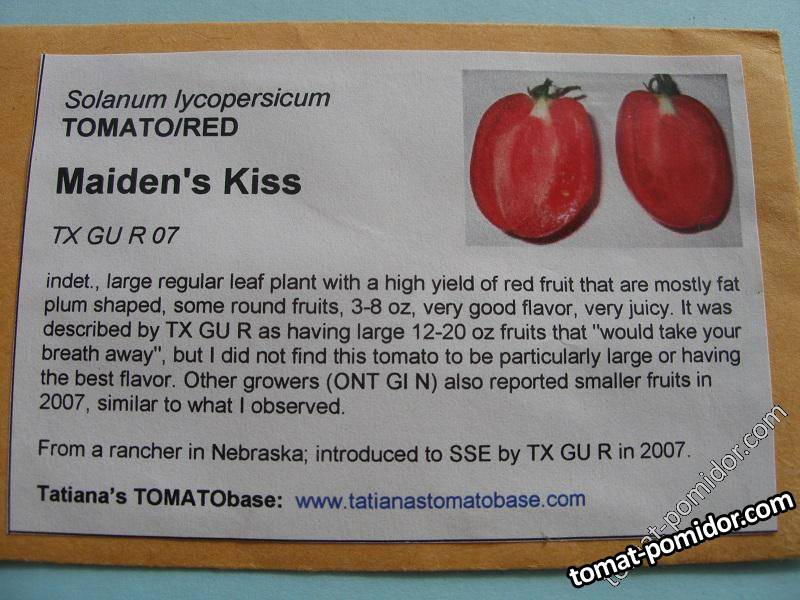 Solanum lycopersicum
TOMATO/RED
Maiden's Kiss
TX GU R 07
indet., large regular leaf plant with a high yield of red fruit that are mostly fat
plum shaped, some round fruits, 3-8 oz, very good flavor, very juicy. It was
described by TX GU R as having large 12-20 oz fruits that "would take your
breath away", but I did not find this tomato to be particularly large or having
the best flavor. Other growers (ONT GI N) also reported smaller fruits in
2007, similar to what I observed.
From a rancher in Nebraska; introduced to SSE by TX GU R in 2007.
Tatiana's TOMATObase: www.tatianastomatobase.com
tomat-pomidor.com
tomat-pomidor.com